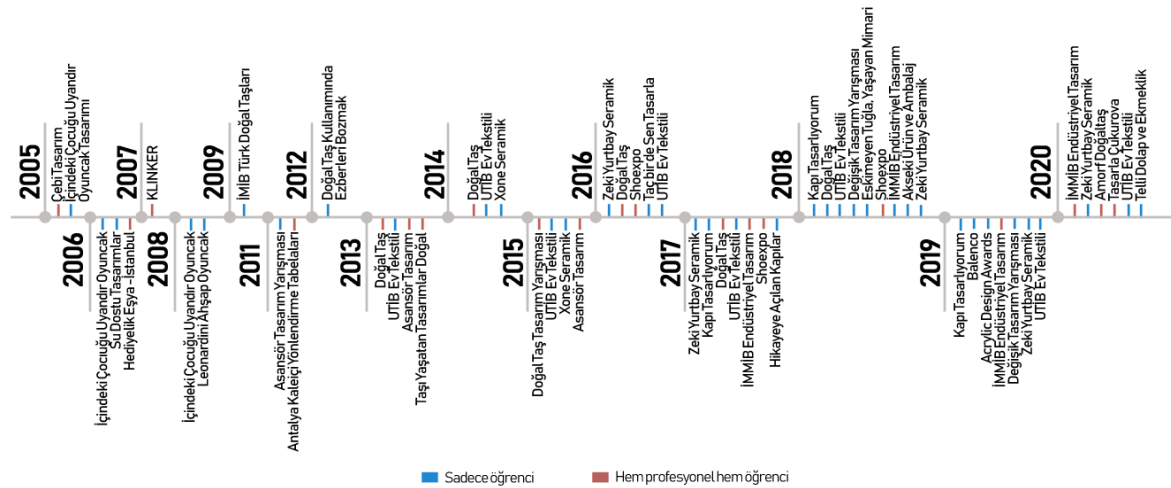 2005
Çebi Tasarım
İçindeki Çocuğu Uyandır
Oyuncak Tasarımı
2006
İçindeki Çocuğu Uyandır Oyuncak
Su Dostu Tasarımlar
Hediyelik Eşya -İstanbul
2007
KLINKER
2008
İçindeki Çocuğu Uyandır Oyuncak
Leonardini Ahşap Oyuncak
2009
İMİB Türk Doğal Taşları
2011
Asansör Tasarım Yarışması
Antalya Kaleiçi Yönlendirme Tabelaları
2012
Doğal Taş Kullanımında
Ezberleri Bozmak
2013
Doğal Taş
UTİB Ev Tekstili
Asansör Tasarım
Taşı Yaşatan Tasarımlar Doğal
2014
Doğal Taş
UTİB Ev Tekstili
Xone Seramik
2015
Doğal Taş Tasarım Yarışması
UTİB Ev Tekstili
Xone Seramik
Asansör Tasarım
2016
Zeki Yurtbay Seramik
Doğal Taş
Shoexpo
Taç bir de Sen Tasarla
UTİB Ev Tekstili
2017
Zeki Yurtbay Seramik
Kapı Tasarlıyorum
Doğal Taş
UTİB Ev Tekstili
İMMİB Endüstriyel Tasarım
Shoexpo
Hikayeye Açılan Kapılar
2018
Kapı Tasarlıyorum
Doğal Taş
UTİB Ev Tekstili
Değişik Tasarım Yarışması
Eskimeyen Tuğla, Yaşayan Mimari
Shoexpo
İMMİB Endüstriyel Tasarım
Akseki Ürün ve Ambalaj
Zeki Yurtbay Seramik
2019
Kapı Tasarlıyorum
Balenco
Acrylic Design Awards
İMMİB Endüstriyel Tasarım
Değişik Tasarım Yarışması
Zeki Yurtbay Seramik
UTİB Ev Tekstili
2020
İMMİB Endüstriyel Tasarım
Zeki Yurtbay Seramik
Amorf Doğaltaş
Tasarla Çukurova
UTİB Ev Tekstili
Telli Dolap ve Ekmeklik
Sadece öğrenci
Hem profesyonel hem öğrenci